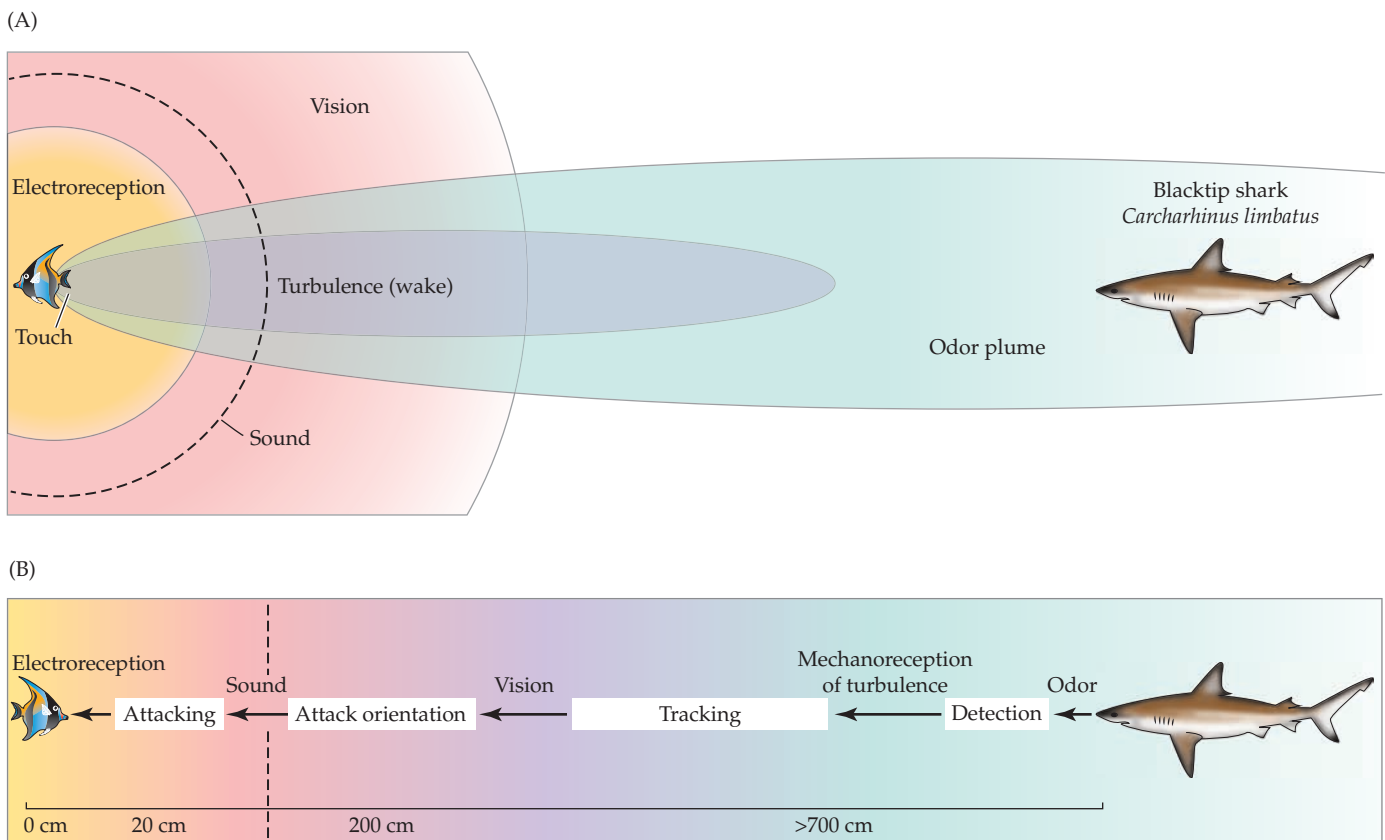 (A)
Vision
Electroreception
Blacktip shark
Carcharhinus limbatus
Turbulence (wake)
Touch
Odor plume
Sound
(B)
Electroreception
Mechanoreception
of turbulence
Sound
Vision
Odor
Attacking
Attack orientation
Tracking
Detection
0 cm
20 cm
200 cm
>700 cm